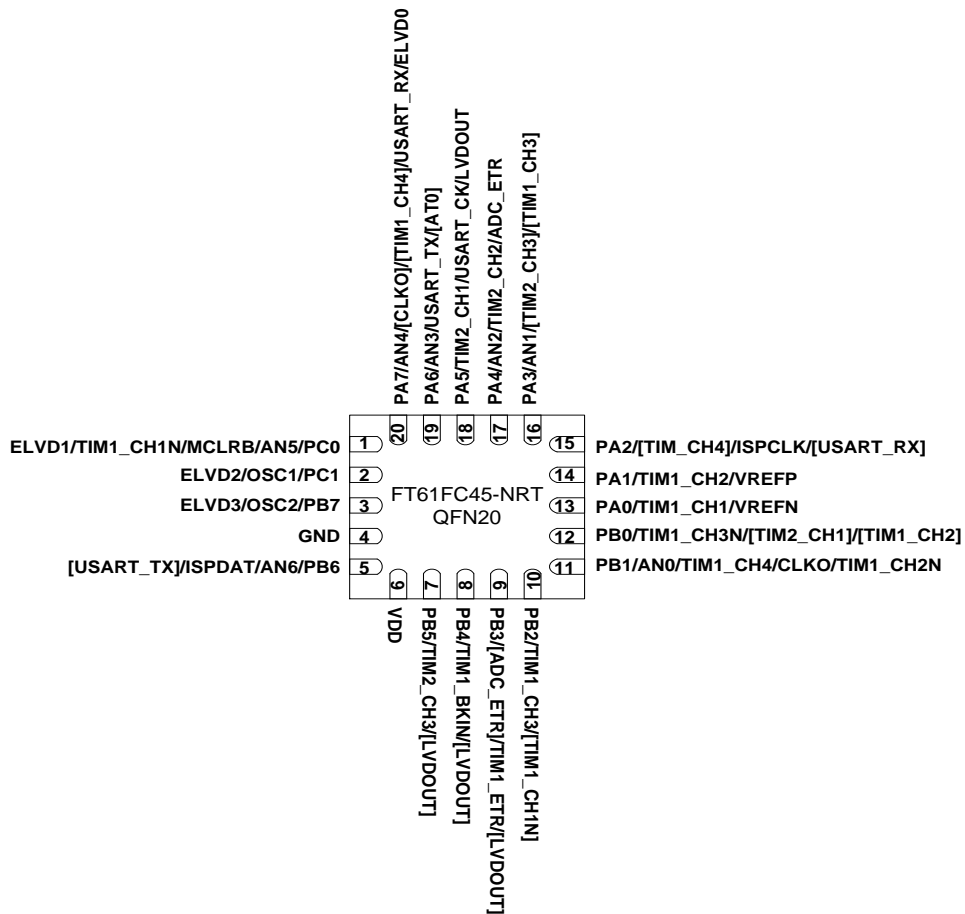 PA7/AN4/[CLKO]/[TIM1_CH4]/USART_RX/ELVD0
PA6/AN3/USART_TX/[AT0]
PA5/TIM2_CH1/USART_CK/LVDOUT
PA4/AN2/TIM2_CH2/ADC_ETR
PA3/AN1/[TIM2_CH3]/[TIM1_CH3]
20
19
18
17
16
ELVD1/TIM1_CH1N/MCLRB/AN5/PC0
1
ELVD2/OSC1/PC1
2
ELVD3/OSC2/PB7
3
GND
4
[USART_TX]/ISPDAT/AN6/PB6
5
FT61FC45-NRT
QFN20
15
PA2/[TIM_CH4]/ISPCLK/[USART_RX]
14
PA1/TIM1_CH2/VREFP
13
PA0/TIM1_CH1/VREFN
12
PB0/TIM1_CH3N/[TIM2_CH1]/[TIM1_CH2]
11
PB1/AN0/TIM1_CH4/CLKO/TIM1_CH2N
6
7
8
9
10
VDD
PB5/TIM2_CH3/[LVDOUT]
PB4/TIM1_BKIN/[LVDOUT]
PB3/[ADC_ETR]/TIM1_ETR/[LVDOUT]
PB2/TIM1_CH3/[TIM1_CH1N]